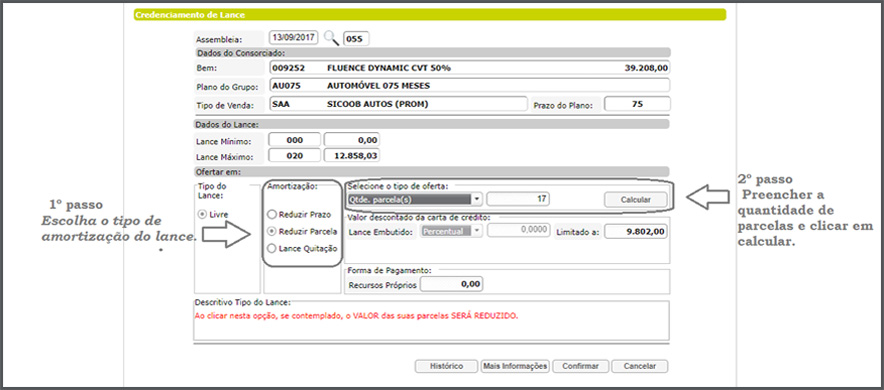 Credenciamento de Lance
Assembleia: 13/09/2017 055
Dados do Consorciado:
Bem: 009252 FLUENCE DYNAMIC CVT 50% 39.208,00
Plano do Grupo: AU075 AUTOMÓVEL 075 MESES
Tipo de Venda: SAA SICOOB AUTOS (PROM) Prazo do Plano: 75
Dados do Lance:
Lance Mínimo: 000 0,00
Lance Máximo: 020 12.858,03
Ofertar em:
Tipo do
Lance:
Livre
Amortização:
Reduzir Prazo
Reduzir Parcela
Lance Quitação
Selecione o tipo de oferta:
Qtde. parcela(s) 17 Calcular
Valor descontado da carta de crédito:
Lance Embutido: Percentual 0,0000 Limitado a: 9.802,00
Forma de Pagamento:
Recursos Próprios 0,00
Descritivo Tipo do Lance:
Ao clicar nesta opção, se contemplado, o VALOR das suas parcelas SERÁ REDUZIDO.
Histórico Mais Informações Confirmar Cancelar
1º passo
Escolha o tipo de
amortização do lance.
2º passo
Preencher a
quantidade de
parcelas e clicar em
calcular.